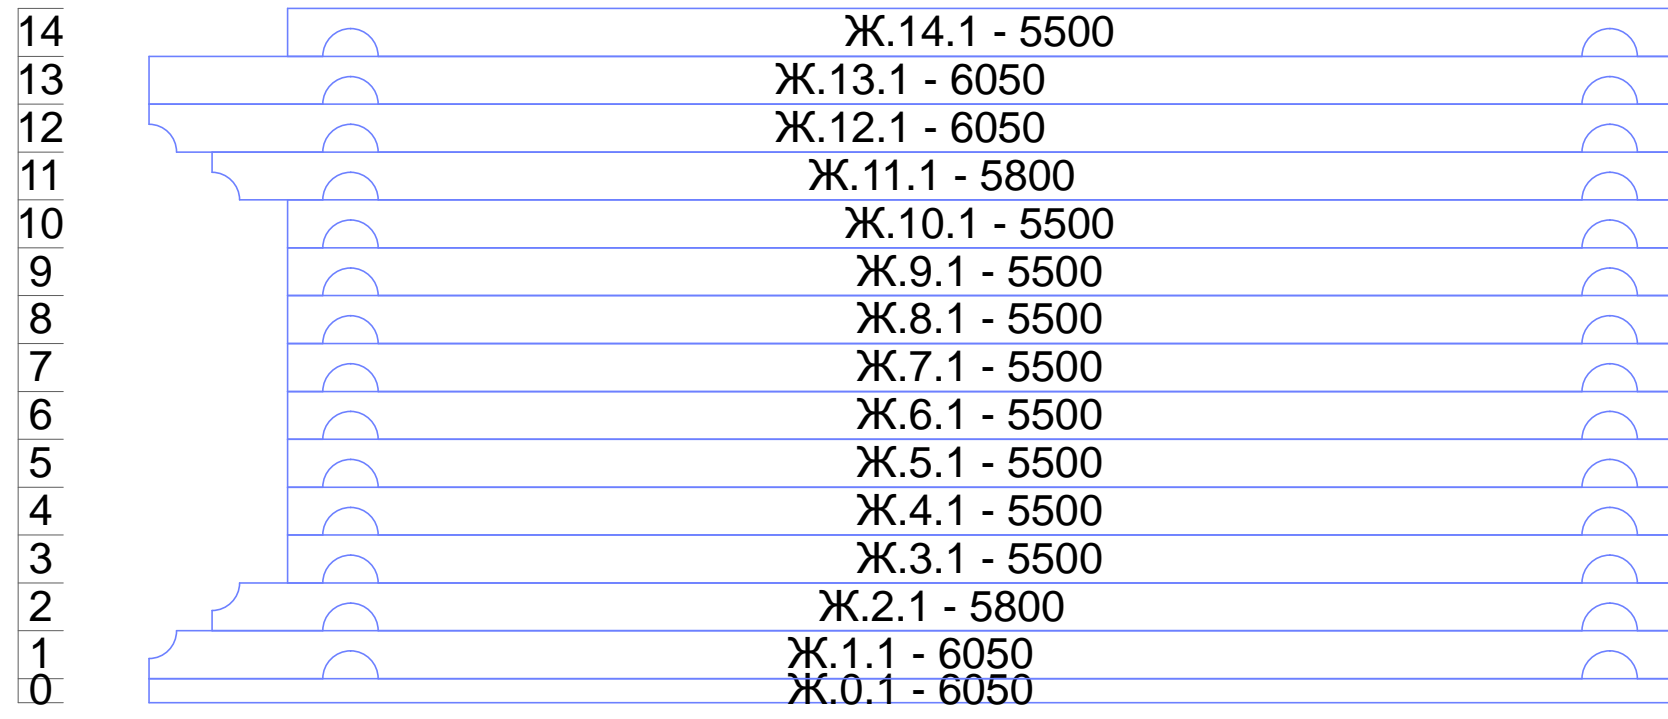 14 Ж.14.1 - 5500
13 Ж.13.1 - 6050
12 Ж.12.1 - 6050
11 Ж.11.1 - 5800
10 Ж.10.1 - 5500
9 Ж.9.1 - 5500
8 Ж.8.1 - 5500
7 Ж.7.1 - 5500
6 Ж.6.1 - 5500
5 Ж.5.1 - 5500
4 Ж.4.1 - 5500
3 Ж.3.1 - 5500
2 Ж.2.1 - 5800
1 Ж.1.1 - 6050
0 Ж.0.1 - 6050